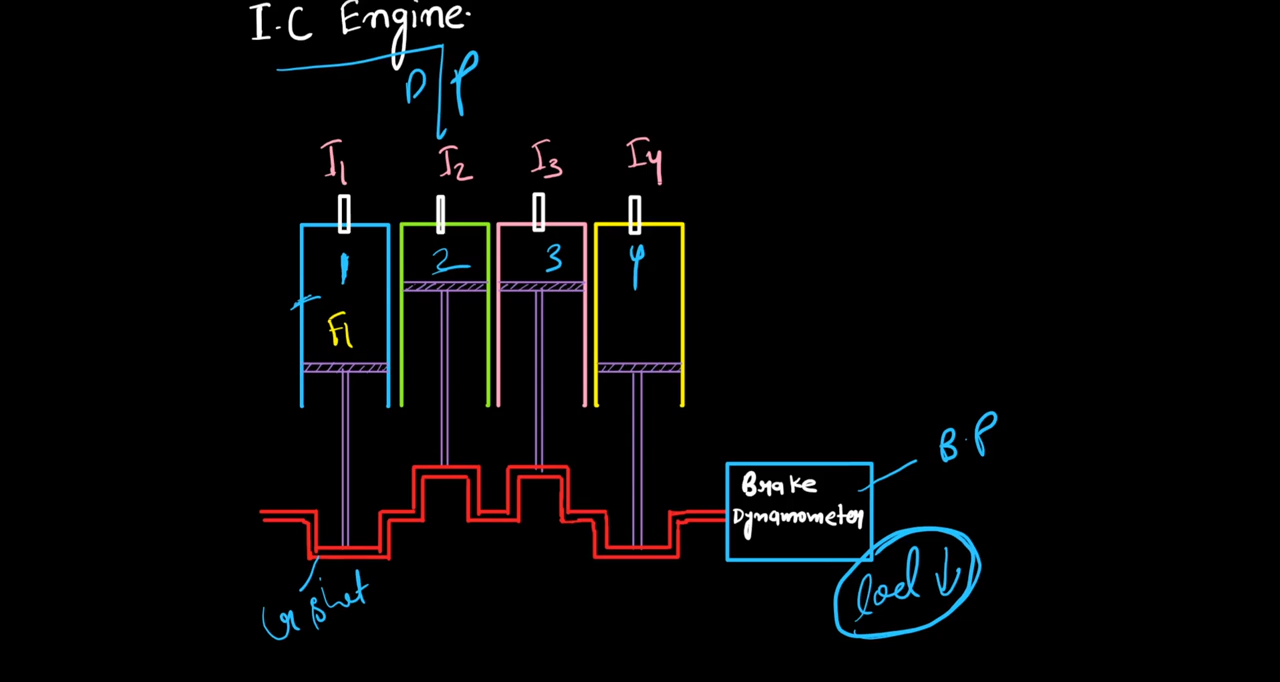 I.C Engine.
D/P
I1 I2 I3 I4
1 2 3 4
F1
B.P
Brake
Dynamometer
load ↓